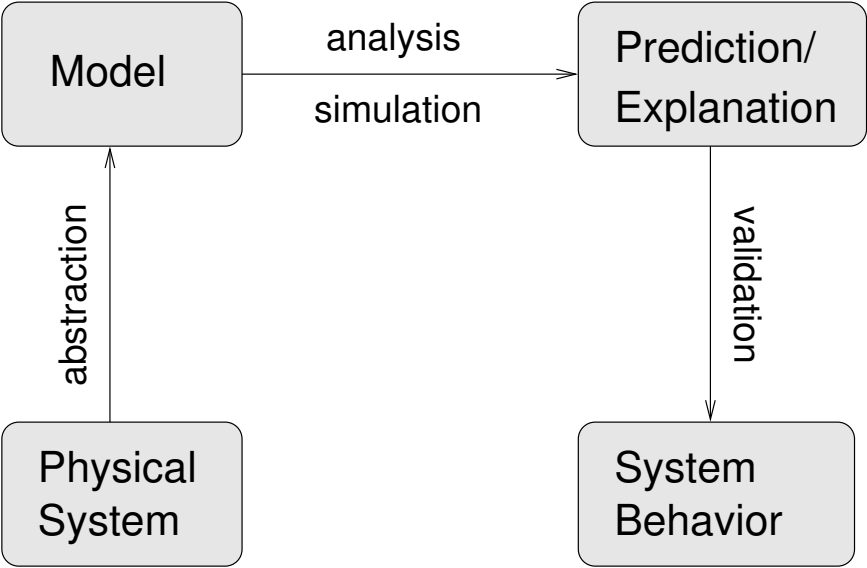 Model
analysis
simulation
Prediction/
Explanation
abstraction
validation
Physical
System
System
Behavior